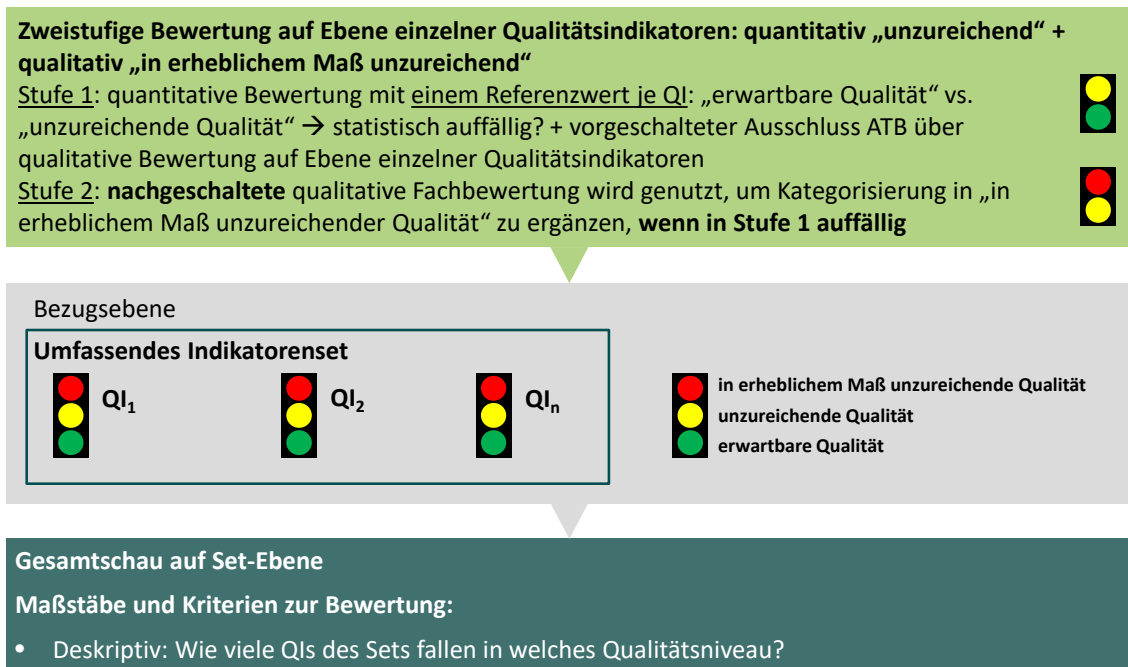 Zweistufige Bewertung auf Ebene einzelner Qualitätsindikatoren: quantitativ „unzureichend“ +
qualitativ „in erheblichem Maß unzureichend“
Stufe 1: quantitative Bewertung mit einem Referenzwert je QI: „erwartbare Qualität“ vs.
„unzureichende Qualität“ → statistisch auffällig? + vorgeschalteter Ausschluss ATB über
qualitative Bewertung auf Ebene einzelner Qualitätsindikatoren
Stufe 2: nachgeschaltete qualitative Fachbewertung wird genutzt, um Kategorisierung in „in
erheblichem Maß unzureichender Qualität“ zu ergänzen, wenn in Stufe 1 auffällig
Bezugsebene
Umfassendes Indikatorenset
QI₁
QI₂
QIₙ
in erheblichem Maß unzureichende Qualität
unzureichende Qualität
erwartbare Qualität
Gesamtschau auf Set-Ebene
Maßstäbe und Kriterien zur Bewertung:
• Deskriptiv: Wie viele QIs des Sets fallen in welches Qualitätsniveau?